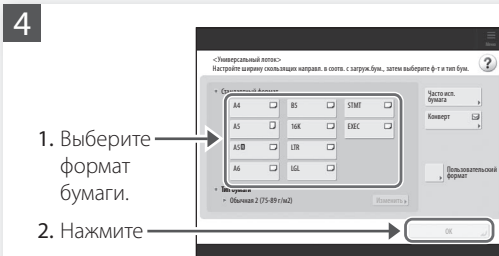 4
Меню
<Универсальный лоток>
Настройте ширину скользящих направл. в соотв. с загруж.бум., затем выберите ф-т и тип бум.
?
Стандартный формат
A4 B5 STMT
A5 16K EXEC
A5 LTR
A6 LGL
Часто исп. бумага
Конверт
Пользовательский формат
Тип бумаги
Обычная 2 (75-89 г/м2)
Изменить
OK
1. Выберите
формат
бумаги.
2. Нажмите